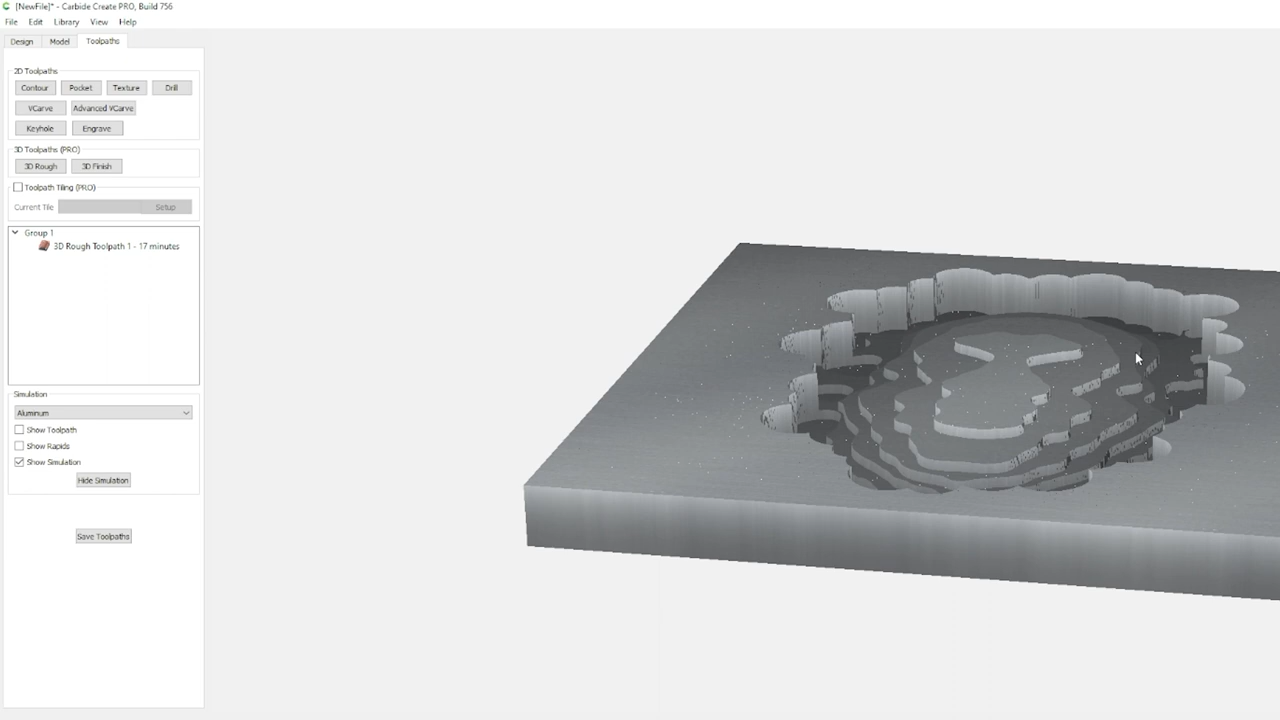 [NewFile]* - Carbide Create PRO, Build 756
File Edit Library View Help
Design Model Toolpaths
2D Toolpaths
Contour Pocket Texture Drill
VCarve Advanced VCarve
Keyhole Engrave
3D Toolpaths (PRO)
3D Rough 3D Finish
Toolpath Tiling (PRO)
Current Tile Setup
Group 1
3D Rough Toolpath 1 - 17 minutes
Simulation
Aluminum
Show Toolpath
Show Rapids
Show Simulation
Hide Simulation
Save Toolpaths